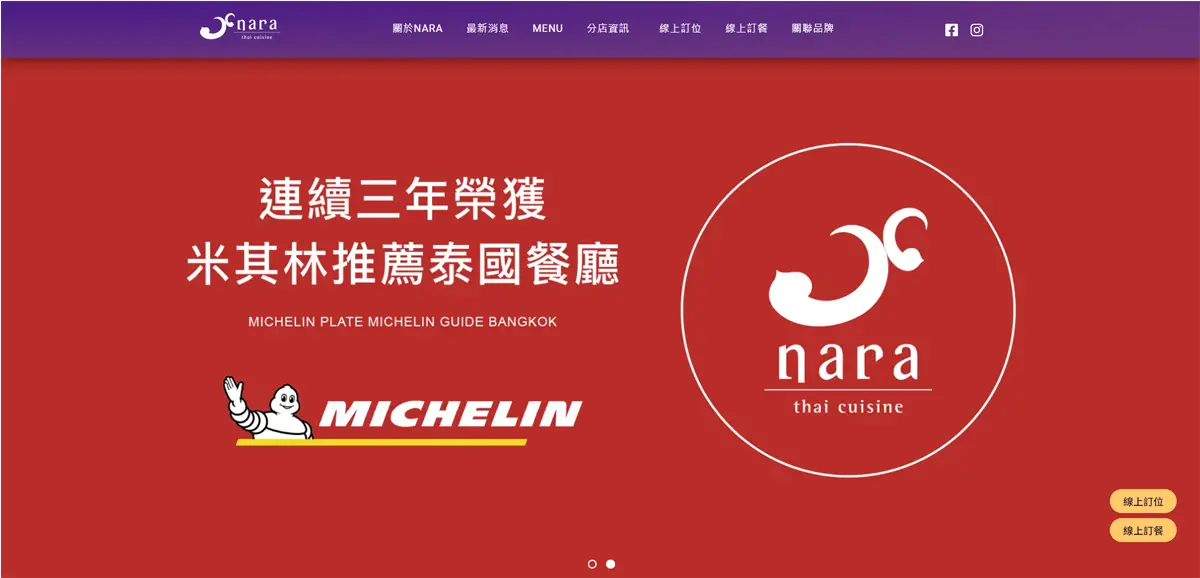 nara
thai cuisine
關於NARA
最新消息
MENU
分店資訊
線上訂位
線上訂餐
關聯品牌
連續三年榮獲
米其林推薦泰國餐廳
MICHELIN PLATE MICHELIN GUIDE BANGKOK
MICHELIN
nara
thai cuisine
線上訂位
線上訂餐